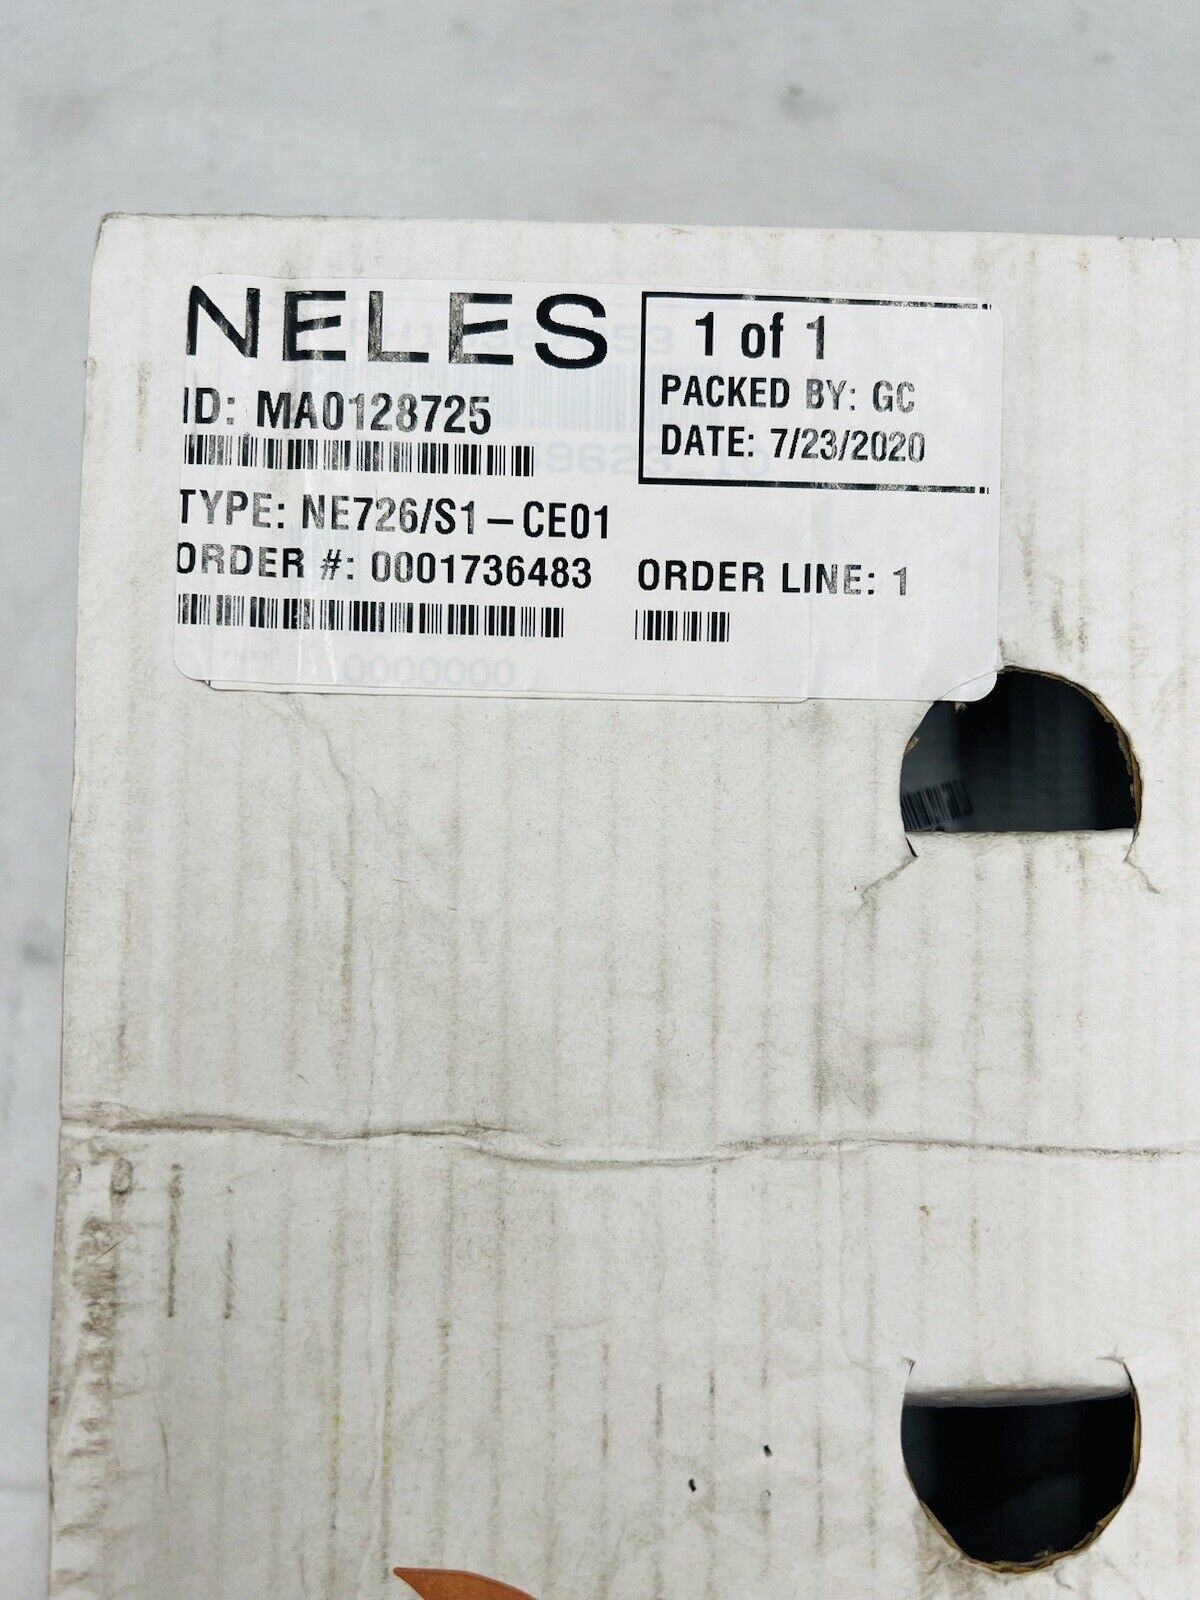 NELES
1 of 1
PACKED BY: GC
DATE: 7/23/2020
ID: MA0128725
TYPE: NE726/S1-CE01
ORDER #: 0001736483 ORDER LINE: 1
0000000